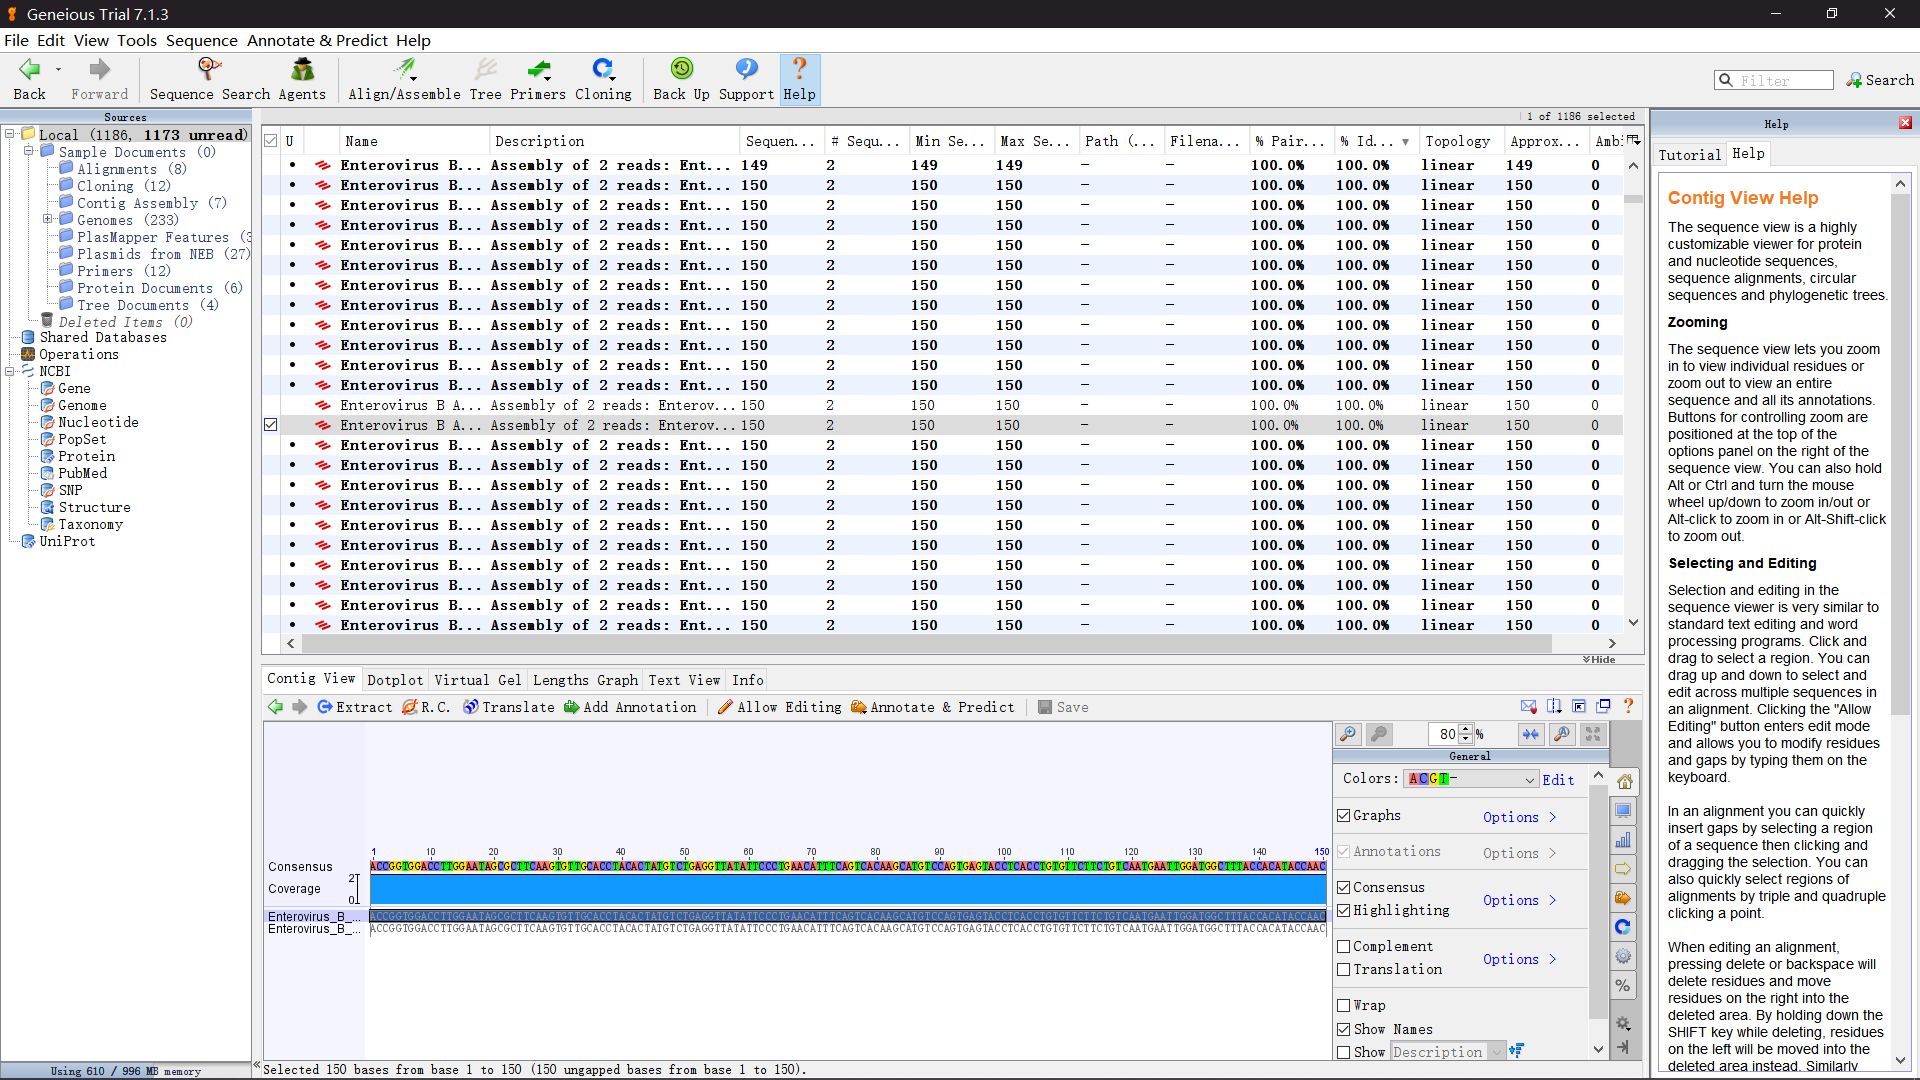 Geneious Trial 7.1.3
File Edit View Tools Sequence Annotate & Predict Help
Back Forward Sequence Search Agents Align/Assemble Tree Primers Cloning Back Up Support Help Filter Search
Sources
Local (1186, 1173 unread)
Sample Documents (0)
Alignments (8)
Cloning (12)
Contig Assembly (7)
Genomes (233)
PlasMapper Features (3
Plasmids from NEB (27)
Primers (12)
Protein Documents (6)
Tree Documents (4)
Deleted Items (0)
Shared Databases
Operations
NCBI
Gene
Genome
Nucleotide
PopSet
Protein
PubMed
SNP
Structure
Taxonomy
UniProt
Using 610 / 996 MB memory
1 of 1186 selected
U Name Description Sequen... # Sequ... Min Se... Max Se... Path (... Filena... % Pair... % Id... Topology Approx... Ambi
• Enterovirus B... Assembly of 2 reads: Ent... 149 2 149 149 – – 100.0% 100.0% linear 149 0
• Enterovirus B... Assembly of 2 reads: Ent... 150 2 150 150 – – 100.0% 100.0% linear 150 0
• Enterovirus B... Assembly of 2 reads: Ent... 150 2 150 150 – – 100.0% 100.0% linear 150 0
• Enterovirus B... Assembly of 2 reads: Ent... 150 2 150 150 – – 100.0% 100.0% linear 150 0
• Enterovirus B... Assembly of 2 reads: Ent... 150 2 150 150 – – 100.0% 100.0% linear 150 0
• Enterovirus B... Assembly of 2 reads: Ent... 150 2 150 150 – – 100.0% 100.0% linear 150 0
• Enterovirus B... Assembly of 2 reads: Ent... 150 2 150 150 – – 100.0% 100.0% linear 150 0
• Enterovirus B... Assembly of 2 reads: Ent... 150 2 150 150 – – 100.0% 100.0% linear 150 0
• Enterovirus B... Assembly of 2 reads: Ent... 150 2 150 150 – – 100.0% 100.0% linear 150 0
• Enterovirus B... Assembly of 2 reads: Ent... 150 2 150 150 – – 100.0% 100.0% linear 150 0
• Enterovirus B... Assembly of 2 reads: Ent... 150 2 150 150 – – 100.0% 100.0% linear 150 0
• Enterovirus B... Assembly of 2 reads: Ent... 150 2 150 150 – – 100.0% 100.0% linear 150 0
Enterovirus B A... Assembly of 2 reads: Enterov... 150 2 150 150 – – 100.0% 100.0% linear 150 0
Enterovirus B A... Assembly of 2 reads: Enterov... 150 2 150 150 – – 100.0% 100.0% linear 150 0
• Enterovirus B... Assembly of 2 reads: Ent... 150 2 150 150 – – 100.0% 100.0% linear 150 0
• Enterovirus B... Assembly of 2 reads: Ent... 150 2 150 150 – – 100.0% 100.0% linear 150 0
• Enterovirus B... Assembly of 2 reads: Ent... 150 2 150 150 – – 100.0% 100.0% linear 150 0
• Enterovirus B... Assembly of 2 reads: Ent... 150 2 150 150 – – 100.0% 100.0% linear 150 0
• Enterovirus B... Assembly of 2 reads: Ent... 150 2 150 150 – – 100.0% 100.0% linear 150 0
• Enterovirus B... Assembly of 2 reads: Ent... 150 2 150 150 – – 100.0% 100.0% linear 150 0
• Enterovirus B... Assembly of 2 reads: Ent... 150 2 150 150 – – 100.0% 100.0% linear 150 0
• Enterovirus B... Assembly of 2 reads: Ent... 150 2 150 150 – – 100.0% 100.0% linear 150 0
• Enterovirus B... Assembly of 2 reads: Ent... 150 2 150 150 – – 100.0% 100.0% linear 150 0
• Enterovirus B... Assembly of 2 reads: Ent... 150 2 150 150 – – 100.0% 100.0% linear 150 0
Hide
Contig View Dotplot Virtual Gel Lengths Graph Text View Info
Extract R.C. Translate Add Annotation Allow Editing Annotate & Predict Save
1 10 20 30 40 50 60 70 80 90 100 110 120 130 140 150
Consensus ACCGGTGGACCTTGGAATAGCGCTTCAAGTGTTGCACCTACACTATGTCTGAGGTTATATTCCCTGAACATTTCAGTCACAAGCATGTCCAGTGAGTACCTCACCTGTGTTCTTCTGTCAATGAATTGGATGGCTTTACCACATACCAAC
2
Coverage
0
Enterovirus_B_... ACCGGTGGACCTTGGAATAGCGCTTCAAGTGTTGCACCTACACTATGTCTGAGGTTATATTCCCTGAACATTTCAGTCACAAGCATGTCCAGTGAGTACCTCACCTGTGTTCTTCTGTCAATGAATTGGATGGCTTTACCACATACCAAC
Enterovirus_B_... ACCGGTGGACCTTGGAATAGCGCTTCAAGTGTTGCACCTACACTATGTCTGAGGTTATATTCCCTGAACATTTCAGTCACAAGCATGTCCAGTGAGTACCTCACCTGTGTTCTTCTGTCAATGAATTGGATGGCTTTACCACATACCAAC
80 %
General
Colors: ACGT– Edit
Graphs Options >
Annotations Options >
Consensus
Highlighting Options >
Complement
Translation Options >
Wrap
Show Names
Show Description
Selected 150 bases from base 1 to 150 (150 ungapped bases from base 1 to 150).
Help
Tutorial Help
Contig View Help
The sequence view is a highly
customizable viewer for protein
and nucleotide sequences,
sequence alignments, circular
sequences and phylogenetic trees.
Zooming
The sequence view lets you zoom
in to view individual residues or
zoom out to view an entire
sequence and all its annotations.
Buttons for controlling zoom are
positioned at the top of the
options panel on the right of the
sequence view. You can also hold
Alt or Ctrl and turn the mouse
wheel up/down to zoom in/out or
Alt-click to zoom in or Alt-Shift-click
to zoom out.
Selecting and Editing
Selection and editing in the
sequence viewer is very similar to
standard text editing and word
processing programs. Click and
drag to select a region. You can
drag up and down to select and
edit across multiple sequences in
an alignment. Clicking the "Allow
Editing" button enters edit mode
and allows you to modify residues
and gaps by typing them on the
keyboard.
In an alignment you can quickly
insert gaps by selecting a region
of a sequence then clicking and
dragging the selection. You can
also quickly select regions of
alignments by triple and quadruple
clicking a point.
When editing an alignment,
pressing delete or backspace will
delete residues and move
residues on the right into the
deleted area. By holding down the
SHIFT key while deleting, residues
on the left will be moved into the
deleted area instead. Similarly